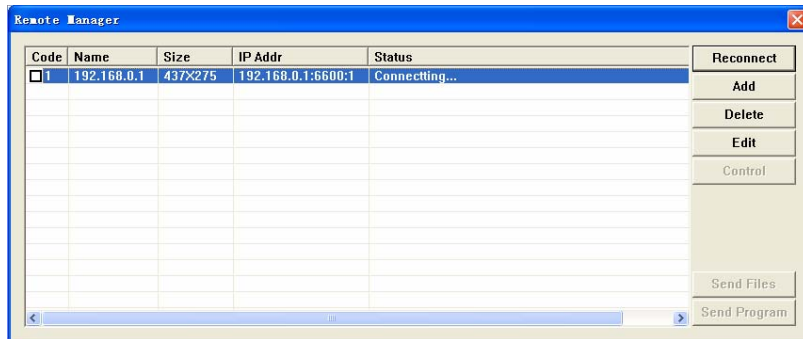 Remote Manager
Code Name Size IP Addr Status
1 192.168.0.1 437X275 192.168.0.1:6600:1 Connectting...
Reconnect
Add
Delete
Edit
Control
Send Files
Send Program